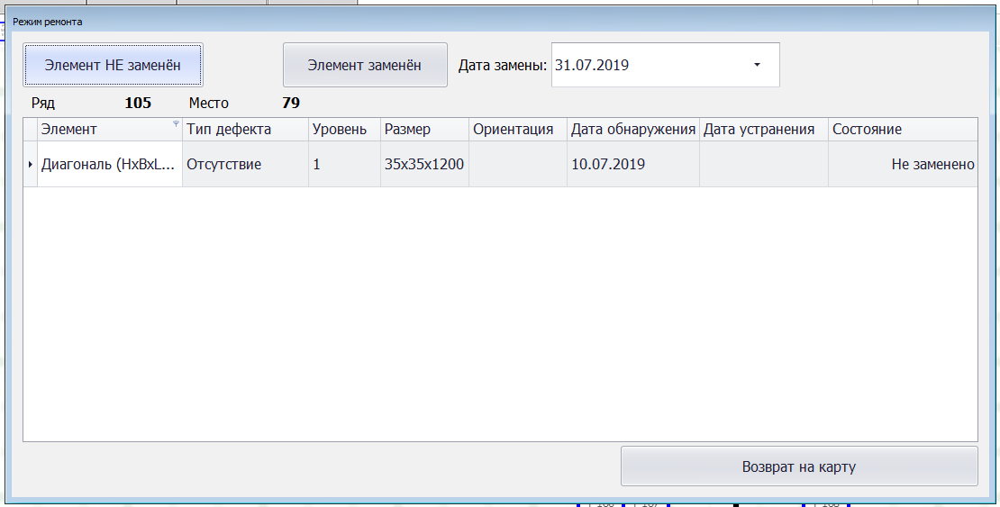 Режим ремонта
Элемент НЕ заменён Элемент заменён Дата замены: 31.07.2019
Ряд 105 Место 79
Элемент Тип дефекта Уровень Размер Ориентация Дата обнаружения Дата устранения Состояние
Диагональ (HxBxL... Отсутствие 1 35x35x1200 10.07.2019 Не заменено
Возврат на карту